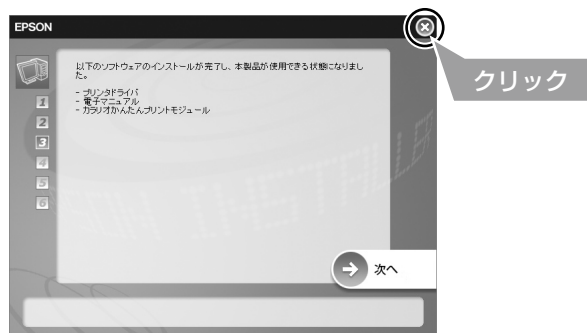 EPSON
以下のソフトウェアのインストールが完了し、本製品が使用できる状態になりまし
た。
- プリンタドライバ
- 電子マニュアル
- カラリオかんたんプリントモジュール
クリック
1
2
3
4
5
6
次へ